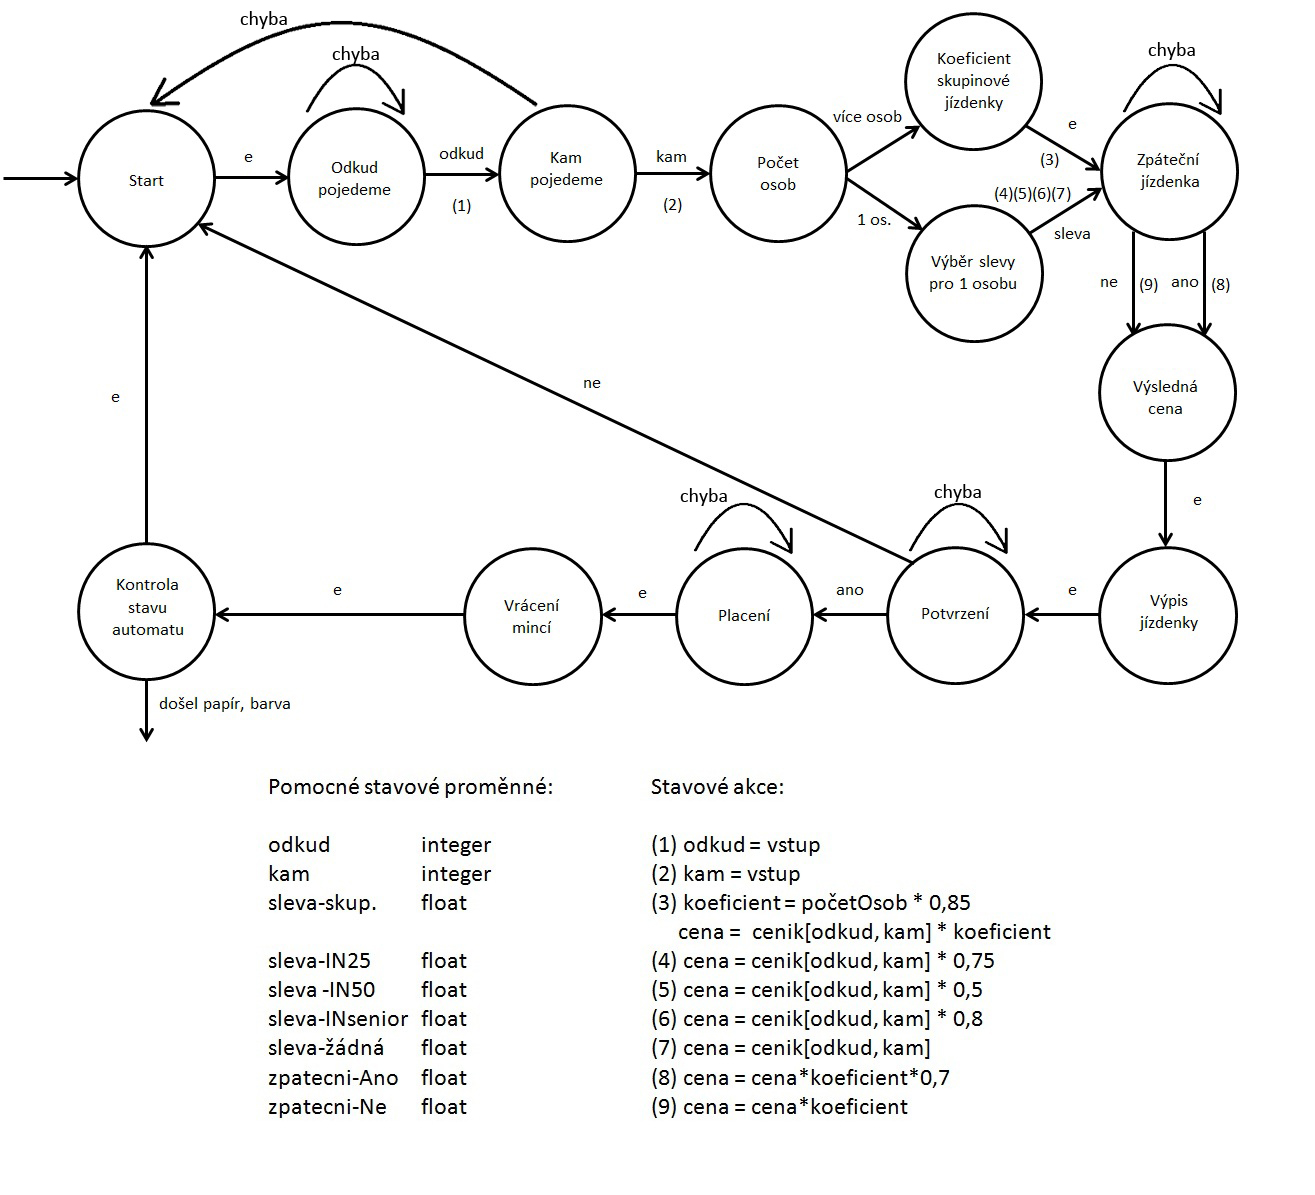 chyba
chyba
Start
e
Odkud
pojedeme
odkud
(1)
Kam
pojedeme
kam
(2)
Počet
osob
více osob
1 os.
Koeficient
skupinové
jízdenky
e
(3)
(4)(5)(6)(7)
sleva
Výběr slevy
pro 1 osobu
chyba
Zpáteční
jízdenka
ne
(9)
ano
(8)
Výsledná
cena
e
Výpis
jízdenky
e
chyba
Potvrzení
ne
ano
chyba
Placení
e
Vrácení
mincí
e
Kontrola
stavu
automatu
e
došel papír, barva
Pomocné stavové proměnné:
odkud integer
kam integer
sleva-skup. float
sleva-IN25 float
sleva -IN50 float
sleva-INsenior float
sleva-žádná float
zpatecni-Ano float
zpatecni-Ne float
Stavové akce:
(1) odkud = vstup
(2) kam = vstup
(3) koeficient = početOsob * 0,85
cena = cenik[odkud, kam] * koeficient
(4) cena = cenik[odkud, kam] * 0,75
(5) cena = cenik[odkud, kam] * 0,5
(6) cena = cenik[odkud, kam] * 0,8
(7) cena = cenik[odkud, kam]
(8) cena = cena*koeficient*0,7
(9) cena = cena*koeficient